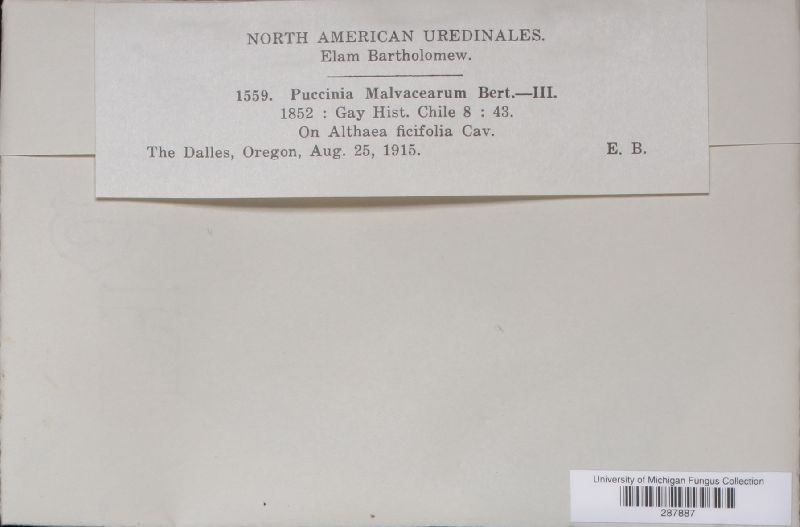 NORTH AMERICAN UREDINALES.
Elam Bartholomew.
1559. Puccinia Malvacearum Bert.—III.
1852 : Gay Hist. Chile 8 : 43.
On Althaea ficifolia Cav.
The Dalles, Oregon, Aug. 25, 1915. E. B.
University of Michigan Fungus Collection
287887